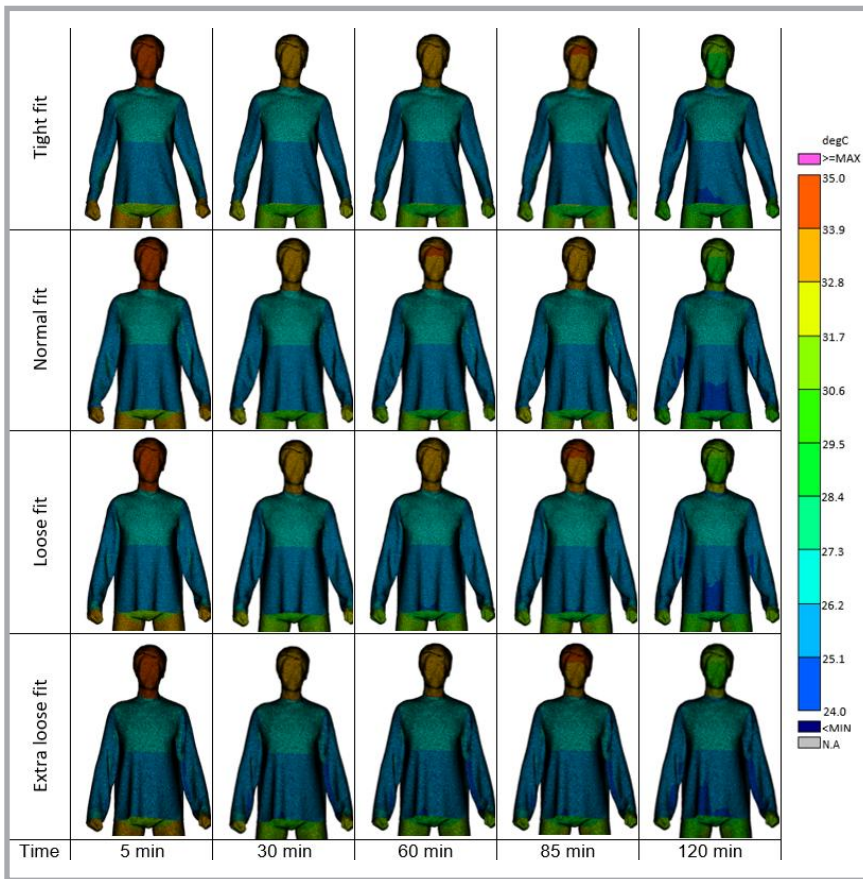 Tight fit
Normal fit
Loose fit
Extra loose fit
Time 5 min 30 min 60 min 85 min 120 min
degC
>=MAX
35.0
33.9
32.8
31.7
30.6
29.5
28.4
27.3
26.2
25.1
24.0
<MIN
N.A